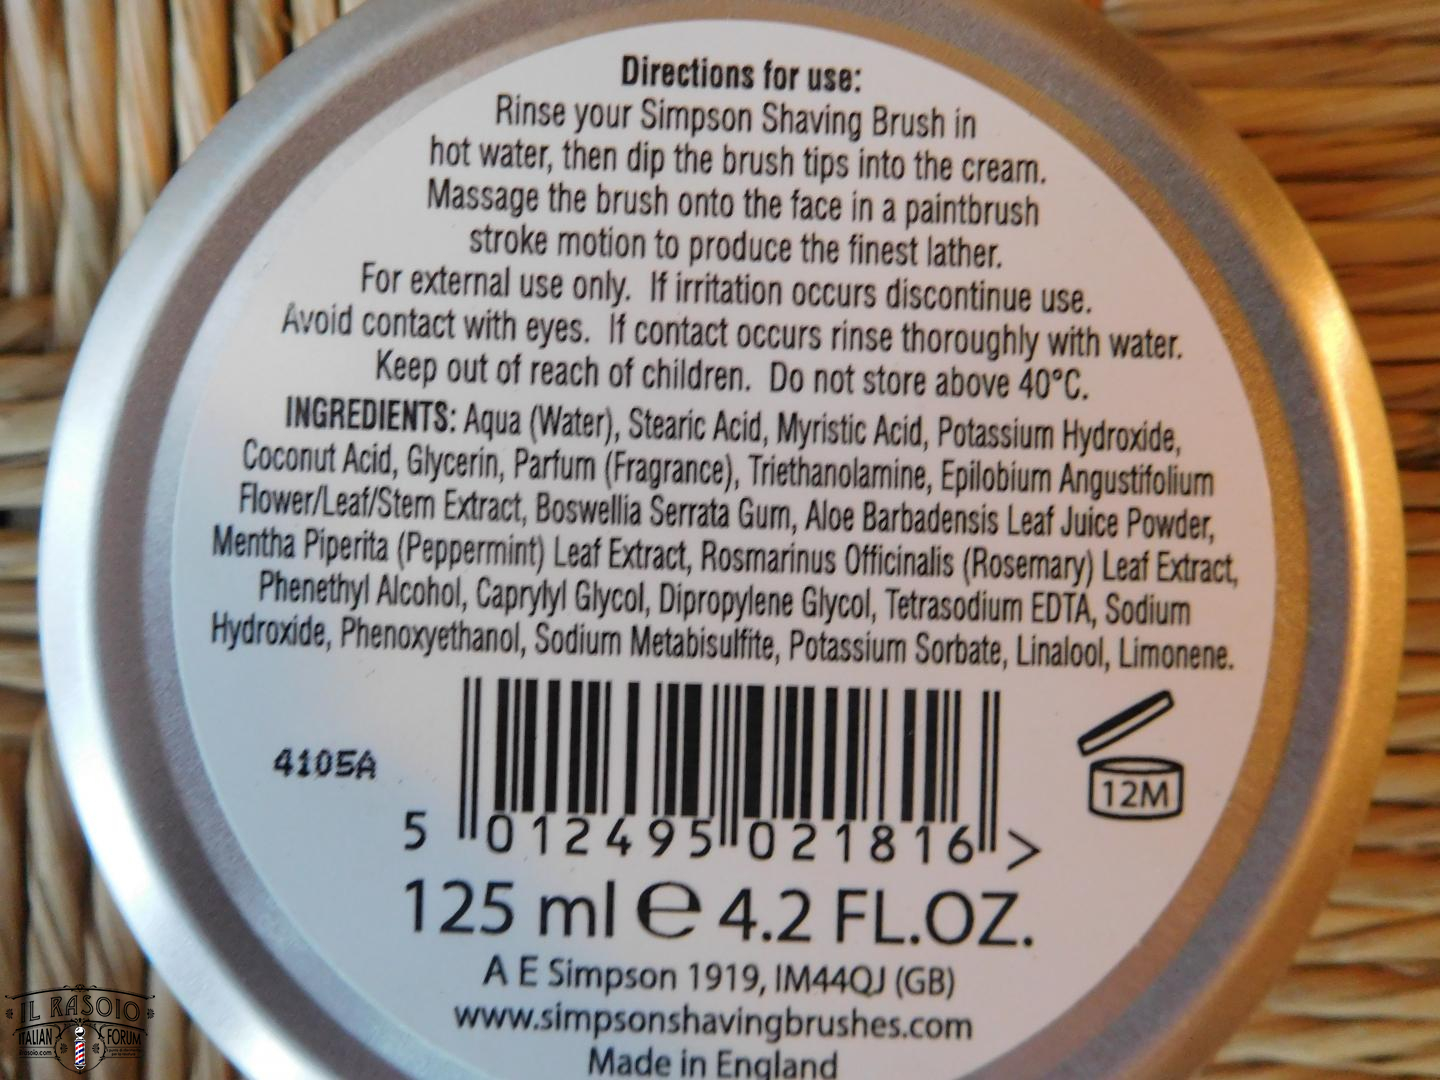 Directions for use:
Rinse your Simpson Shaving Brush in
hot water, then dip the brush tips into the cream.
Massage the brush onto the face in a paintbrush
stroke motion to produce the finest lather.
For external use only. If irritation occurs discontinue use.
Avoid contact with eyes. If contact occurs rinse thoroughly with water.
Keep out of reach of children. Do not store above 40°C.
INGREDIENTS: Aqua (Water), Stearic Acid, Myristic Acid, Potassium Hydroxide,
Coconut Acid, Glycerin, Parfum (Fragrance), Triethanolamine, Epilobium Angustifolium
Flower/Leaf/Stem Extract, Boswellia Serrata Gum, Aloe Barbadensis Leaf Juice Powder,
Mentha Piperita (Peppermint) Leaf Extract, Rosmarinus Officinalis (Rosemary) Leaf Extract,
Phenethyl Alcohol, Caprylyl Glycol, Dipropylene Glycol, Tetrasodium EDTA, Sodium
Hydroxide, Phenoxyethanol, Sodium Metabisulfite, Potassium Sorbate, Linalool, Limonene.
4105A
12M
5 012495 021816 >
125 ml e 4.2 FL.OZ.
A E Simpson 1919, IM44QJ (GB)
www.simpsonshavingbrushes.com
Made in England
IL RASOIO
ITALIAN FORUM